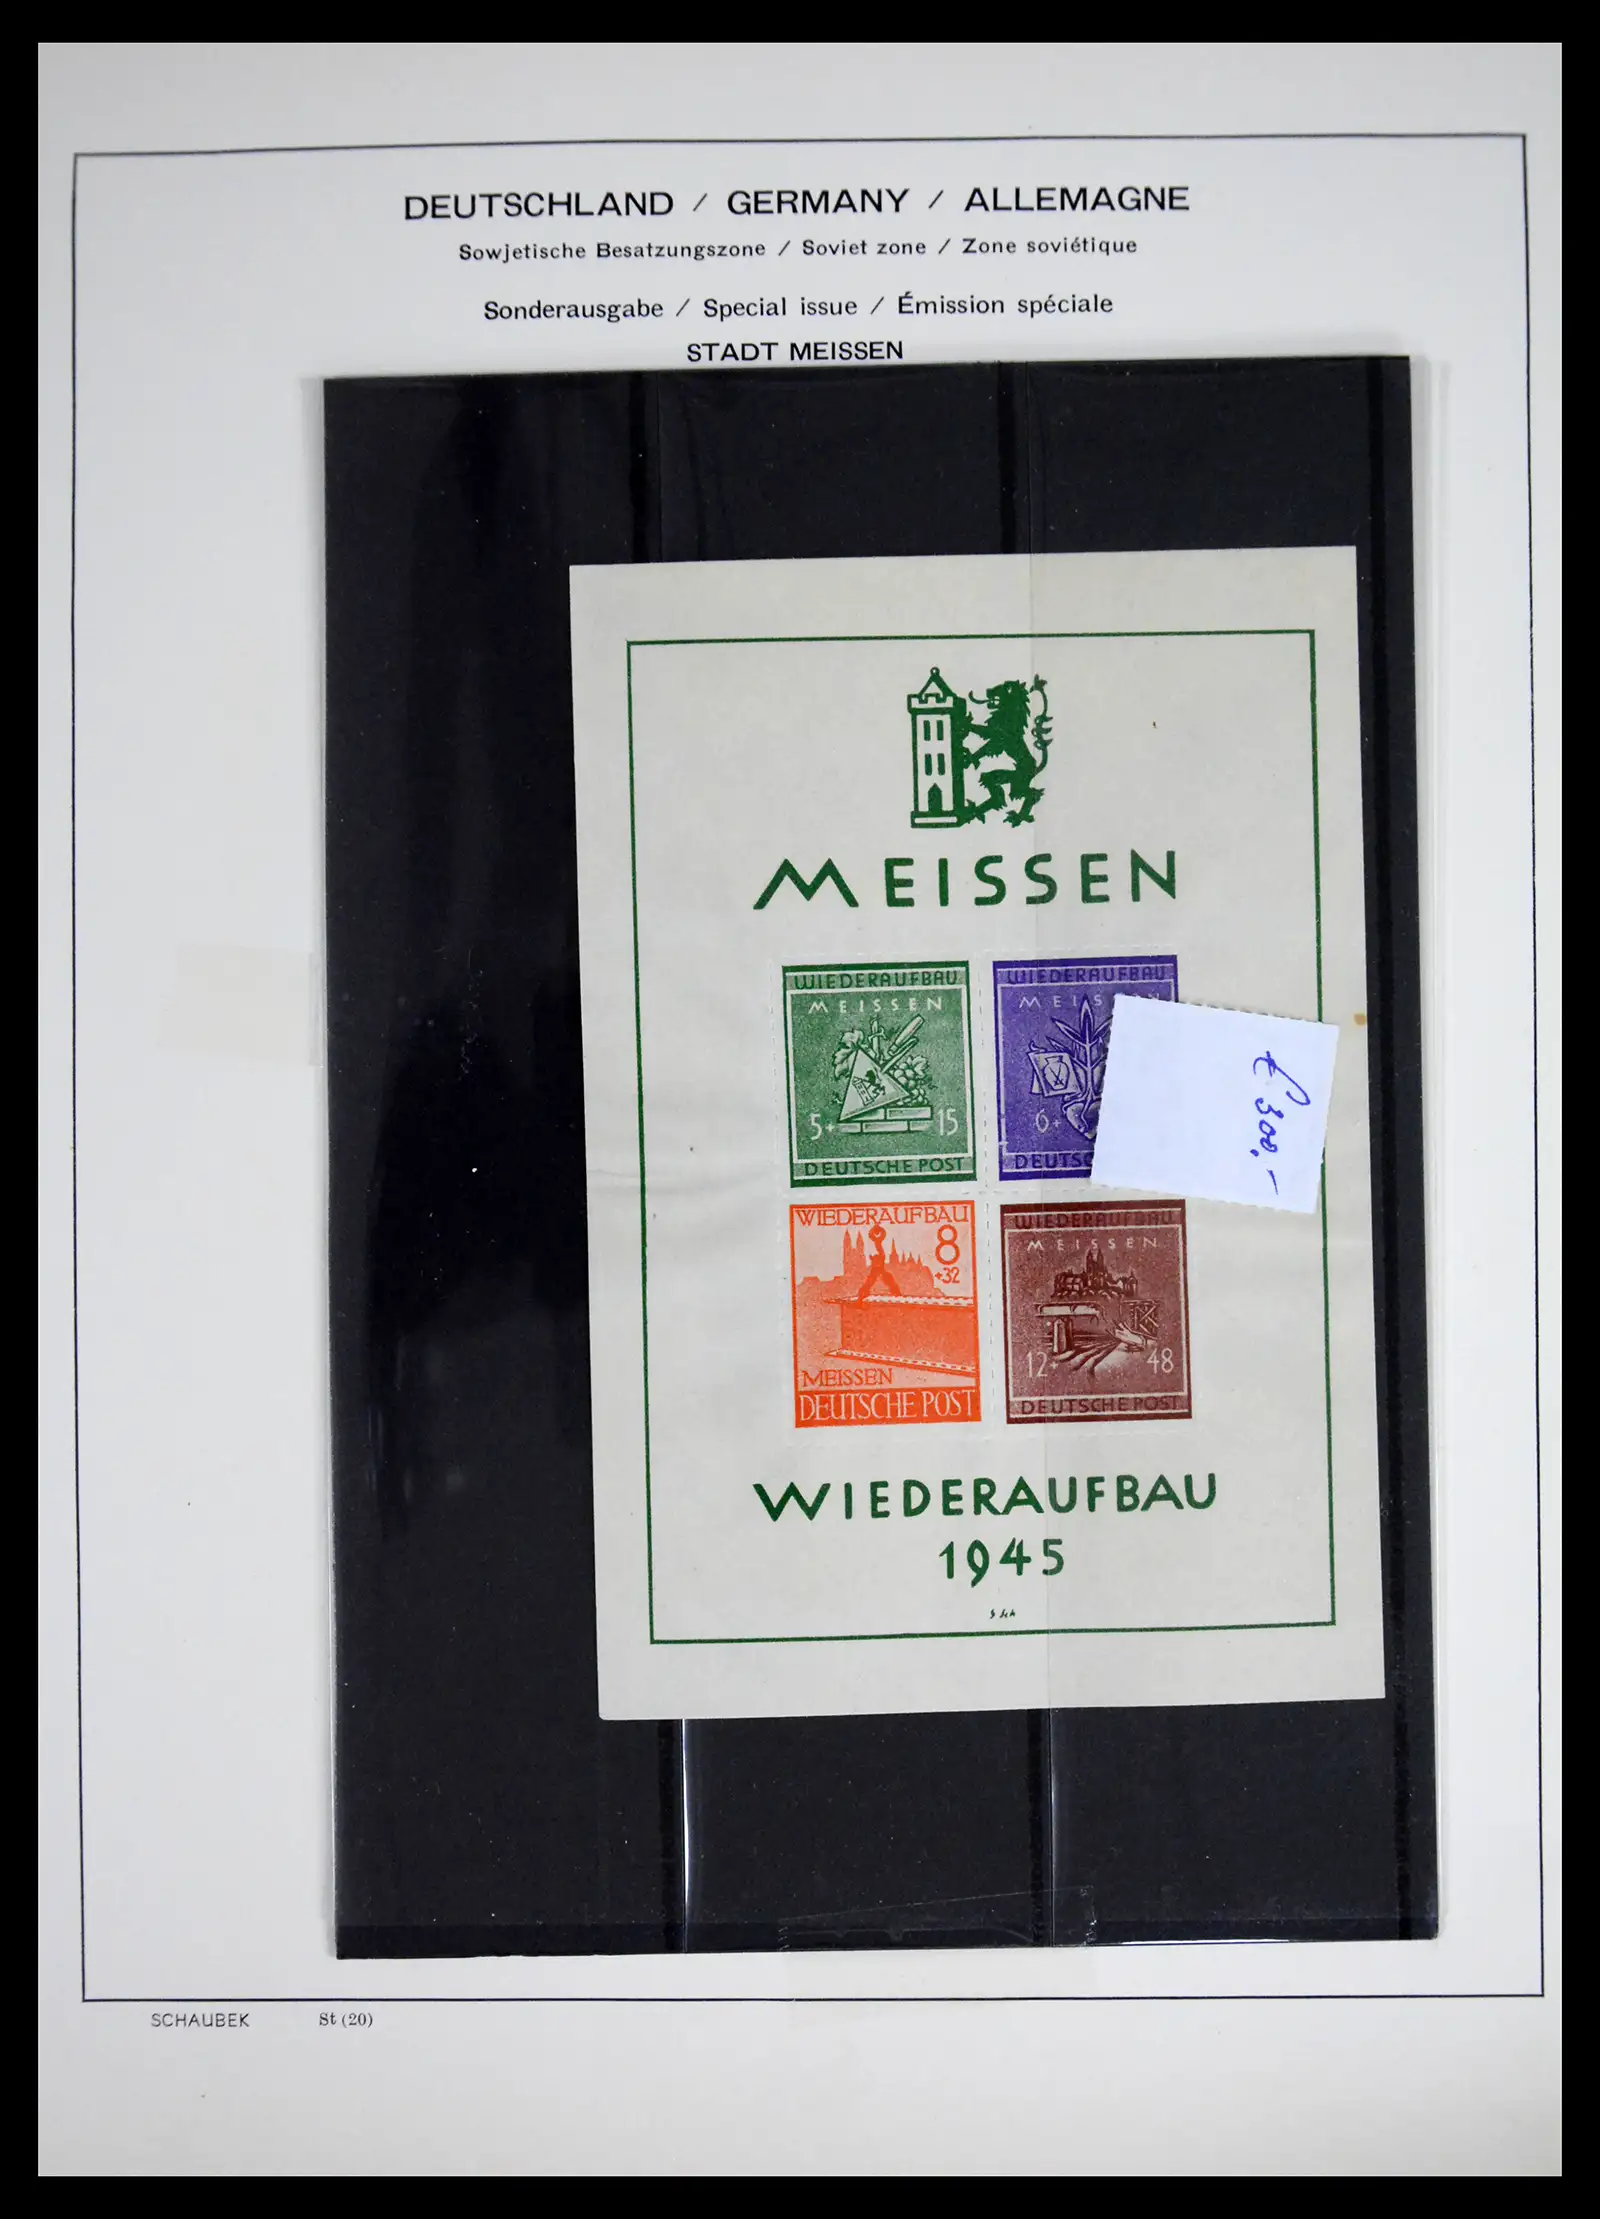 DEUTSCHLAND / GERMANY / ALLEMAGNE
Sowjetische Besatzungszone / Soviet zone / Zone soviétique
Sonderausgabe / Special issue / Émission spéciale
STADT MEISSEN
MEISSEN
WIEDERAUFBAU
MEISSEN
5+ 15
DEUTSCHE POST
WIEDERAUFBAU
MEIS N
6+
DEUTSC
€ 300,-
WIEDERAUFBAU
8
+32
MEISSEN
DEUTSCHE POST
WIEDERAUFBAU
MEISSEN
12+ 48
DEUTSCHE POST
WIEDERAUFBAU
1945
SCHAUBEK St (20)